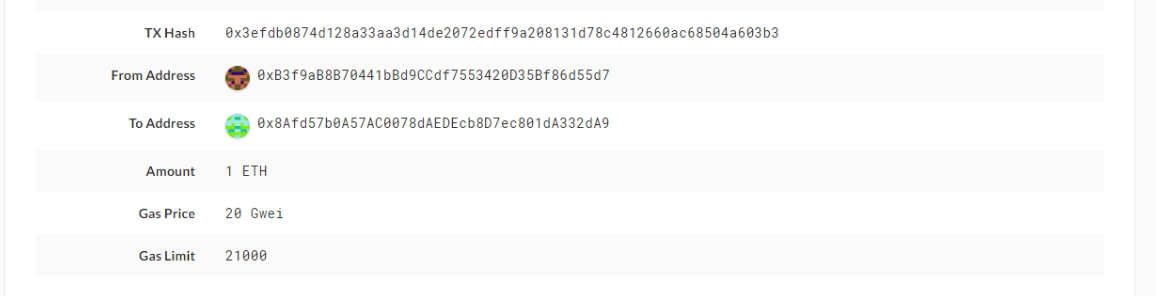 TX Hash 0x3efdb0874d128a33aa3d14de2072edff9a208131d78c4812660ac68504a603b3
From Address 0xB3f9aB8B70441bBd9CCdf7553420D35Bf86d55d7
To Address 0x8Afd57b0A57AC0078dAEDEcb8D7ec801dA332dA9
Amount 1 ETH
Gas Price 20 Gwei
Gas Limit 21000